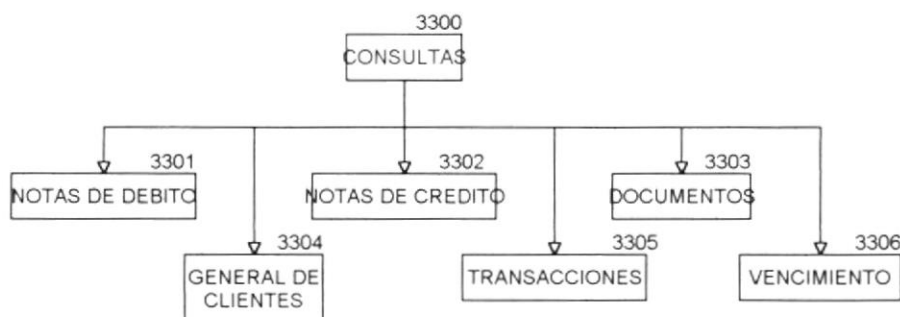 3300
CONSULTAS
3301
NOTAS DE DEBITO
3302
NOTAS DE CREDITO
3303
DOCUMENTOS
3304
GENERAL DE
CLIENTES
3305
TRANSACCIONES
3306
VENCIMIENTO